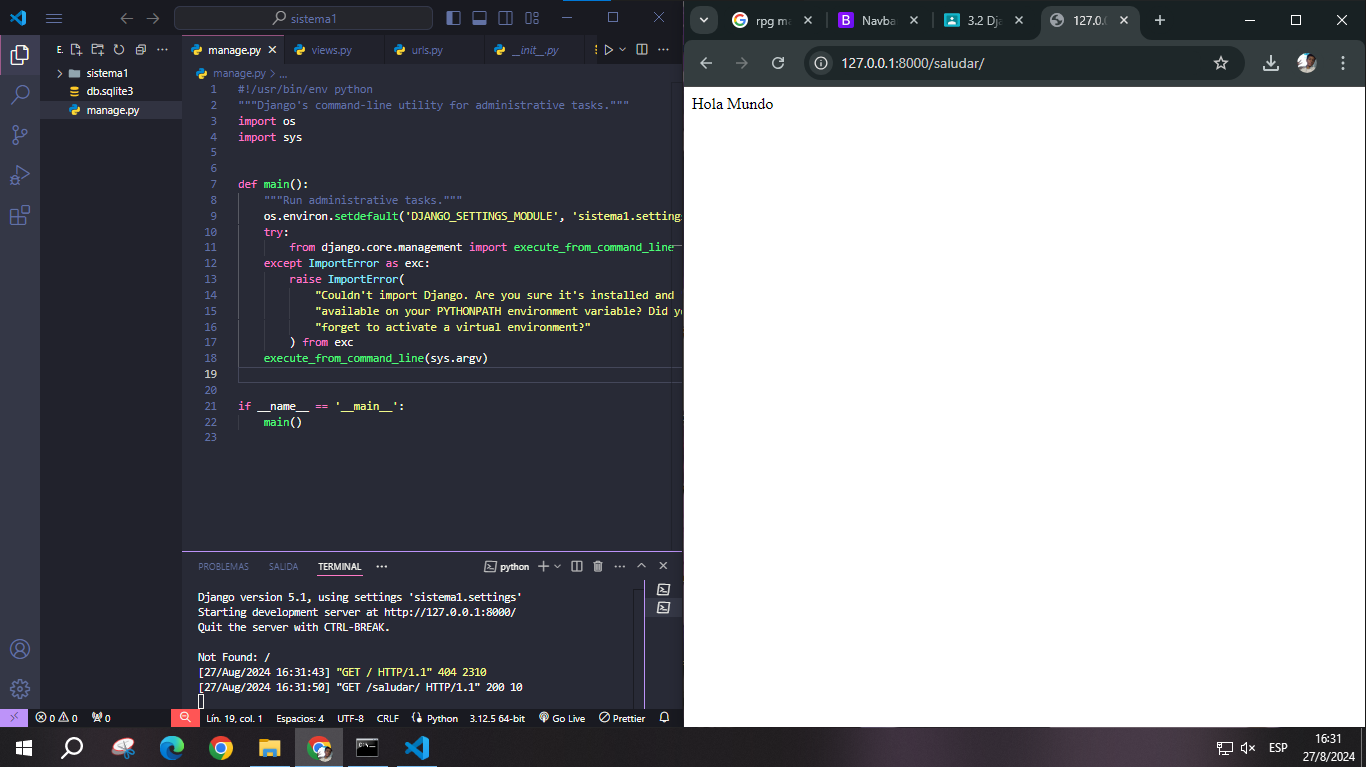 sistema1
E.
sistema1
db.sqlite3
manage.py
manage.py
views.py
urls.py
_init_.py
manage.py > ...
1 #!/usr/bin/env python
2 """Django's command-line utility for administrative tasks."""
3 import os
4 import sys
5
6
7 def main():
8 """Run administrative tasks."""
9 os.environ.setdefault('DJANGO_SETTINGS_MODULE', 'sistema1.settings
10 try:
11 from django.core.management import execute_from_command_line
12 except ImportError as exc:
13 raise ImportError(
14 "Couldn't import Django. Are you sure it's installed and
15 "available on your PYTHONPATH environment variable? Did yo
16 "forget to activate a virtual environment?"
17 ) from exc
18 execute_from_command_line(sys.argv)
19
20
21 if __name__ == '__main__':
22 main()
23
PROBLEMAS SALIDA TERMINAL
python
Django version 5.1, using settings 'sistema1.settings'
Starting development server at http://127.0.0.1:8000/
Quit the server with CTRL-BREAK.
Not Found: /
[27/Aug/2024 16:31:43] "GET / HTTP/1.1" 404 2310
[27/Aug/2024 16:31:50] "GET /saludar/ HTTP/1.1" 200 10
0 0 0 Lín. 19, col. 1 Espacios: 4 UTF-8 CRLF Python 3.12.5 64-bit Go Live Prettier
rpg ma
Navba
3.2 Dja
127.0.0
127.0.0.1:8000/saludar/
Hola Mundo
ESP
16:31
27/8/2024